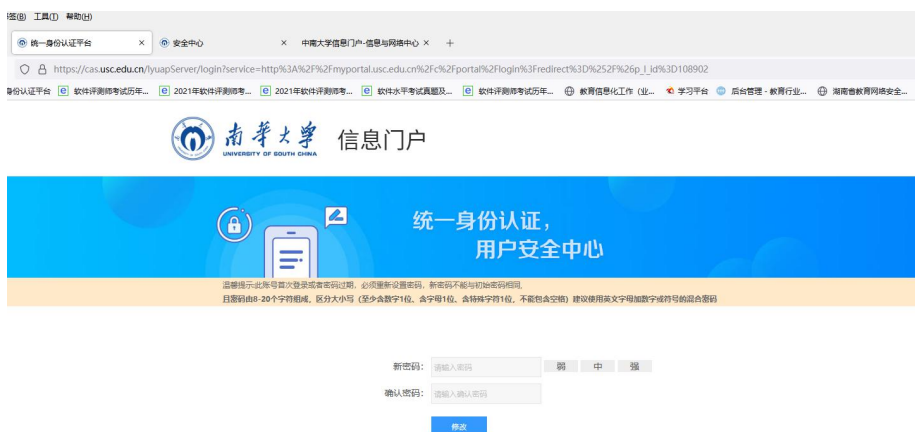 签(B) 工具(T) 帮助(H)
统一身份认证平台 × 安全中心 × 中南大学信息门户-信息与网络中心 × +
https://cas.usc.edu.cn/lyuapServer/login?service=http%3A%2F%2Fmyportal.usc.edu.cn%2Fc%2Fportal%2Flogin%3Fredirect%3D%252F%26p_l_id%3D108902
身份认证平台 软件评测师考试历年... 2021年软件评测师考... 2021年软件评测师考... 软件水平考试真题及... 软件评测师考试历年... 教育信息化工作(业... 学习平台 后台管理 - 教育行业... 湖南省教育网络安全...
南华大学 信息门户
UNIVERSITY OF SOUTH CHINA
统一身份认证,
用户安全中心
温馨提示:此账号首次登录或者密码过期,必须重新设置密码,新密码不能与初始密码相同,
且密码由8-20个字符组成、区分大小写(至少含数字1位、含字母1位、含特殊字符1位、不能包含空格)建议使用英文字母加数字或符号的混合密码
新密码: 请输入密码 弱 中 强
确认密码: 请输入确认密码
修改